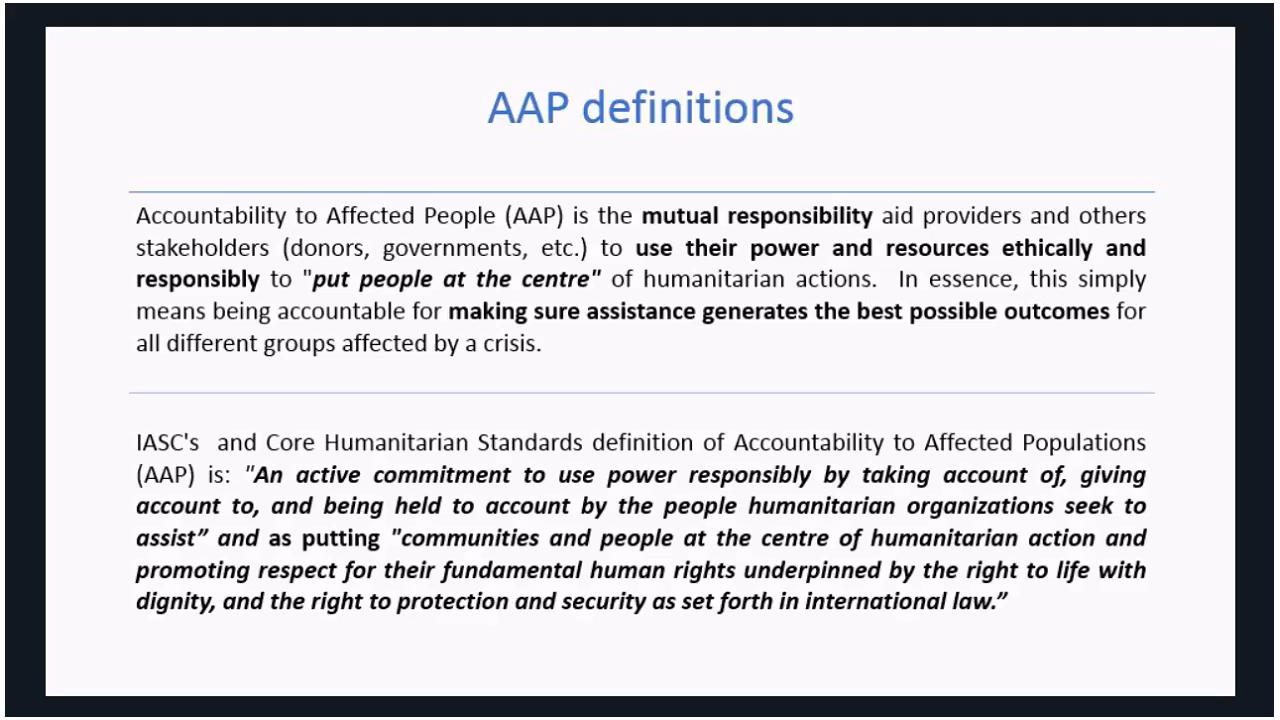 AAP definitions
Accountability to Affected People (AAP) is the mutual responsibility aid providers and others
stakeholders (donors, governments, etc.) to use their power and resources ethically and
responsibly to "put people at the centre" of humanitarian actions.  In essence, this simply
means being accountable for making sure assistance generates the best possible outcomes for
all different groups affected by a crisis.
IASC's  and Core Humanitarian Standards definition of Accountability to Affected Populations
(AAP) is: "An active commitment to use power responsibly by taking account of, giving
account to, and being held to account by the people humanitarian organizations seek to
assist” and as putting "communities and people at the centre of humanitarian action and
promoting respect for their fundamental human rights underpinned by the right to life with
dignity, and the right to protection and security as set forth in international law.”